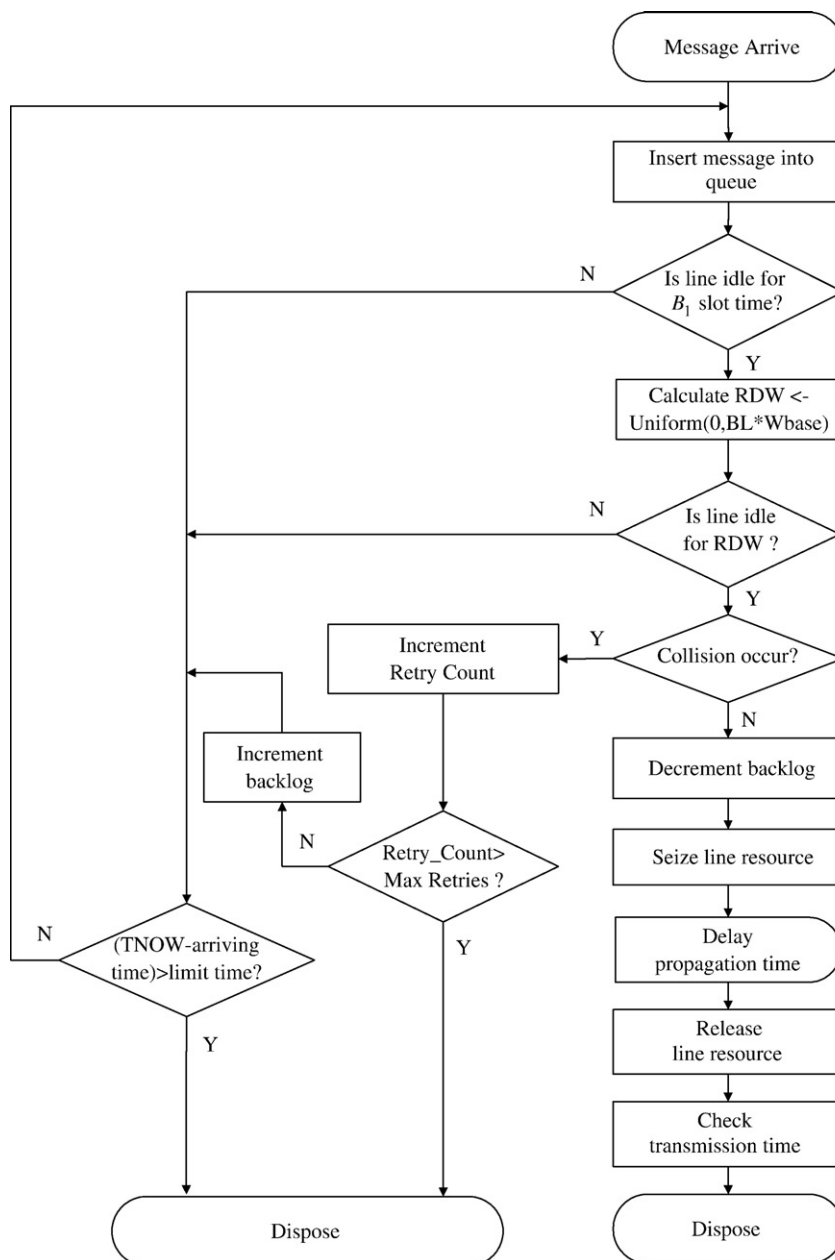 Message Arrive
Insert message into
queue
N
Is line idle for
B₁ slot time?
Y
Calculate RDW <-
Uniform(0,BL*Wbase)
N
Is line idle
for RDW ?
Y
Increment
Retry Count
Y
Collision occur?
N
Increment
backlog
Decrement backlog
N
Retry_Count>
Max Retries ?
Seize line resource
N
(TNOW-arriving
time)>limit time?
Y
Y
Delay
propagation time
Release
line resource
Check
transmission time
Dispose
Dispose